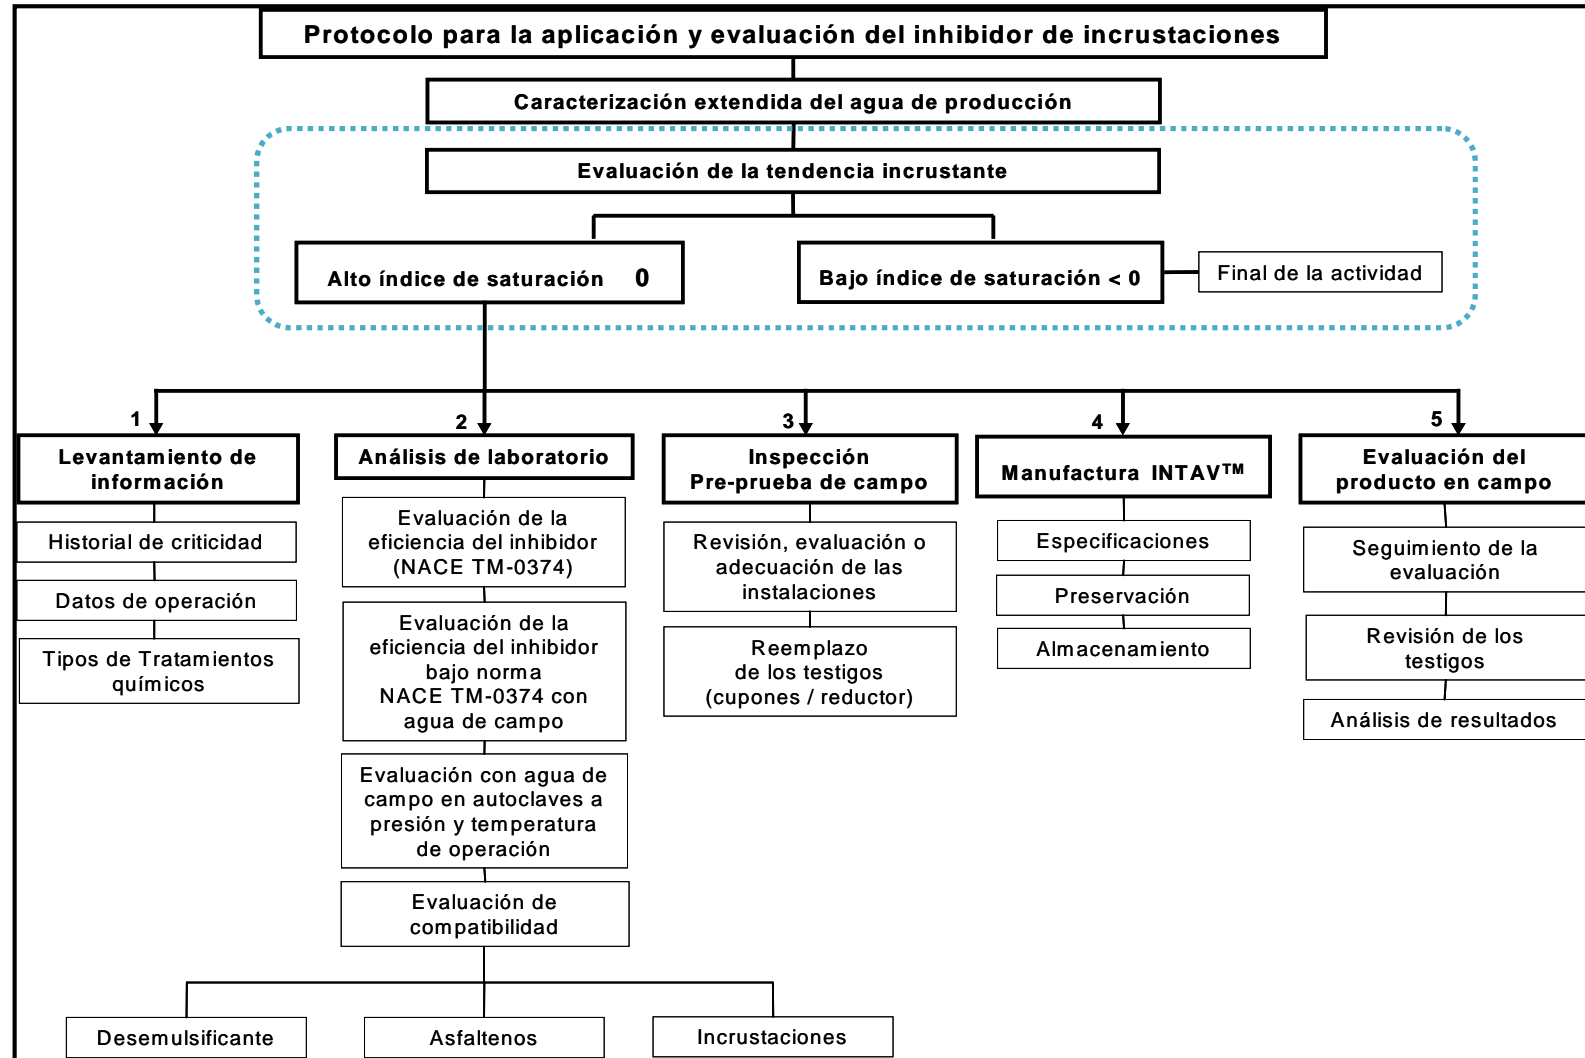 Protocolo para la aplicación y evaluación del inhibidor de incrustaciones
Caracterización extendida del agua de producción
Evaluación de la tendencia incrustante
Alto índice de saturación 0
Bajo índice de saturación < 0
Final de la actividad
1
Levantamiento de
información
Historial de criticidad
Datos de operación
Tipos de Tratamientos
químicos
2
Análisis de laboratorio
Evaluación de la
eficiencia del inhibidor
(NACE TM-0374)
Evaluación de la
eficiencia del inhibidor
bajo norma
NACE TM-0374 con
agua de campo
Evaluación con agua de
campo en autoclaves a
presión y temperatura
de operación
Evaluación de
compatibilidad
Desemulsificante
Asfaltenos
Incrustaciones
3
Inspección
Pre-prueba de campo
Revisión, evaluación o
adecuación de las
instalaciones
Reemplazo
de los testigos
(cupones / reductor)
4
Manufactura INTAV™
Especificaciones
Preservación
Almacenamiento
5
Evaluación del
producto en campo
Seguimiento de la
evaluación
Revisión de los
testigos
Análisis de resultados